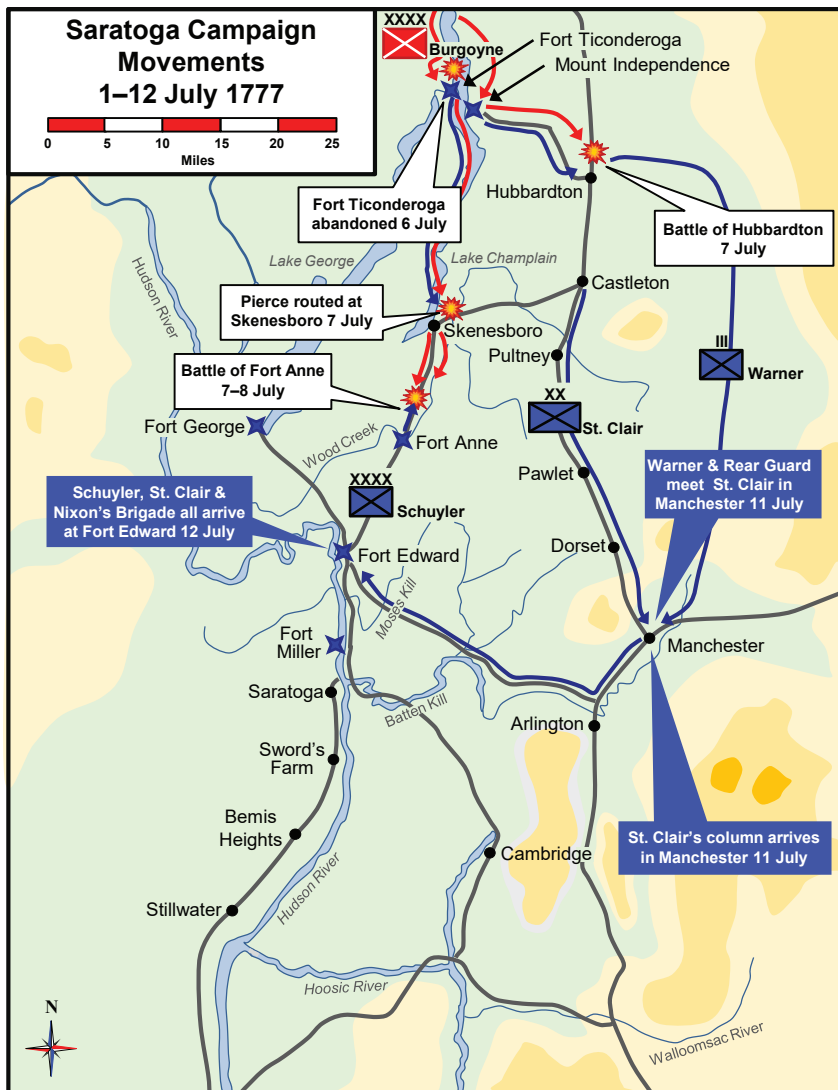 Saratoga Campaign
Movements
1–12 July 1777
0 5 10 15 20 25
Miles
XXXX
Burgoyne
Fort Ticonderoga
Mount Independence
Fort Ticonderoga
abandoned 6 July
Hubbardton
Battle of Hubbardton
7 July
Hudson River
Lake George
Lake Champlain
Castleton
Pierce routed at
Skenesboro 7 July
Skenesboro
Pultney
III
Warner
Battle of Fort Anne
7–8 July
XX
St. Clair
Fort George
Wood Creek
Fort Anne
Pawlet
Warner & Rear Guard
meet St. Clair in
Manchester 11 July
XXXX
Schuyler
Schuyler, St. Clair &
Nixon’s Brigade all arrive
at Fort Edward 12 July
Fort Edward
Dorset
Moses Kill
Fort
Miller
Manchester
Saratoga
Batten Kill
Arlington
Sword’s
Farm
Bemis
Heights
St. Clair’s column arrives
in Manchester 11 July
Cambridge
Hudson River
Stillwater
Hoosic River
Walloomsac River
N